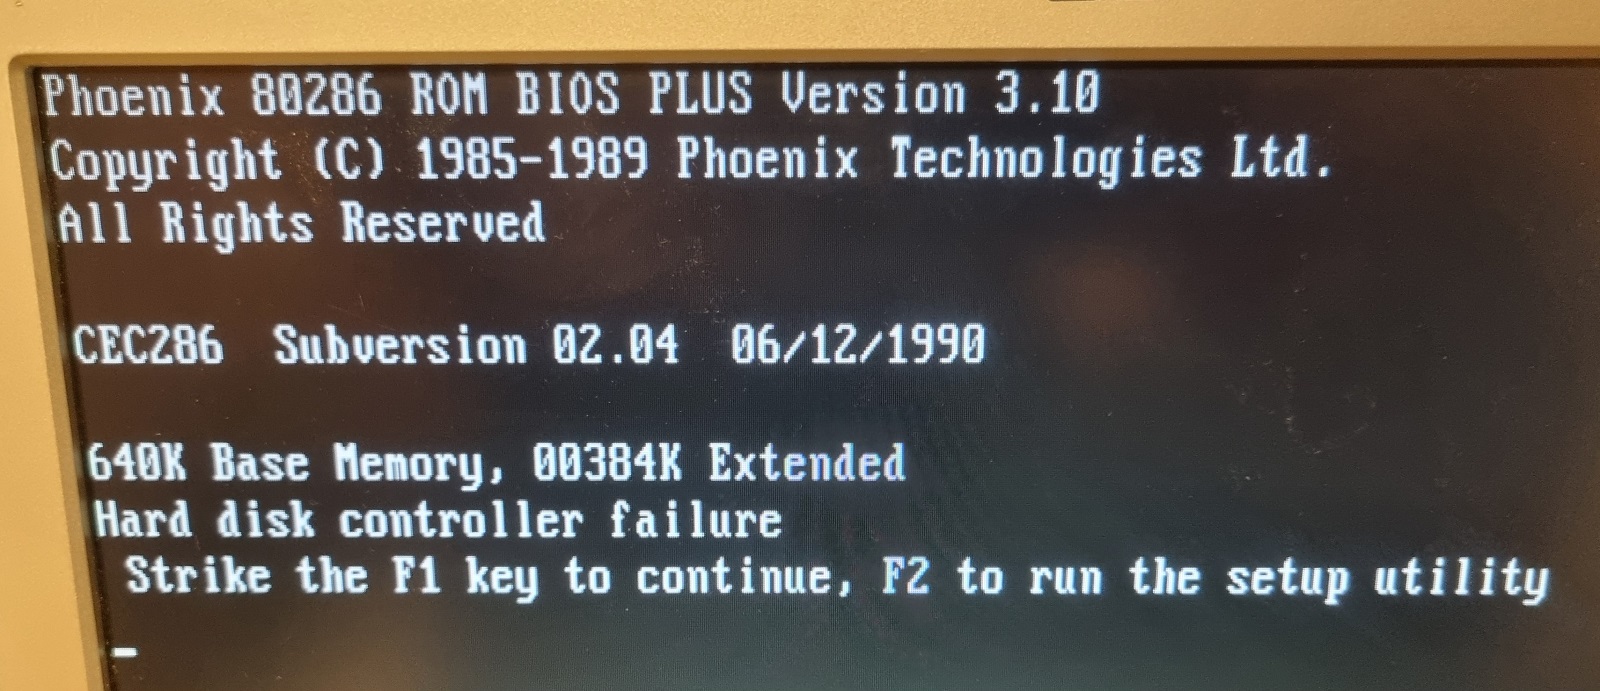 Phoenix 80286 ROM BIOS PLUS Version 3.10
Copyright (C) 1985-1989 Phoenix Technologies Ltd.
All Rights Reserved
CEC286  Subversion 02.04  06/12/1990
640K Base Memory, 00384K Extended
Hard disk controller failure
Strike the F1 key to continue, F2 to run the setup utility